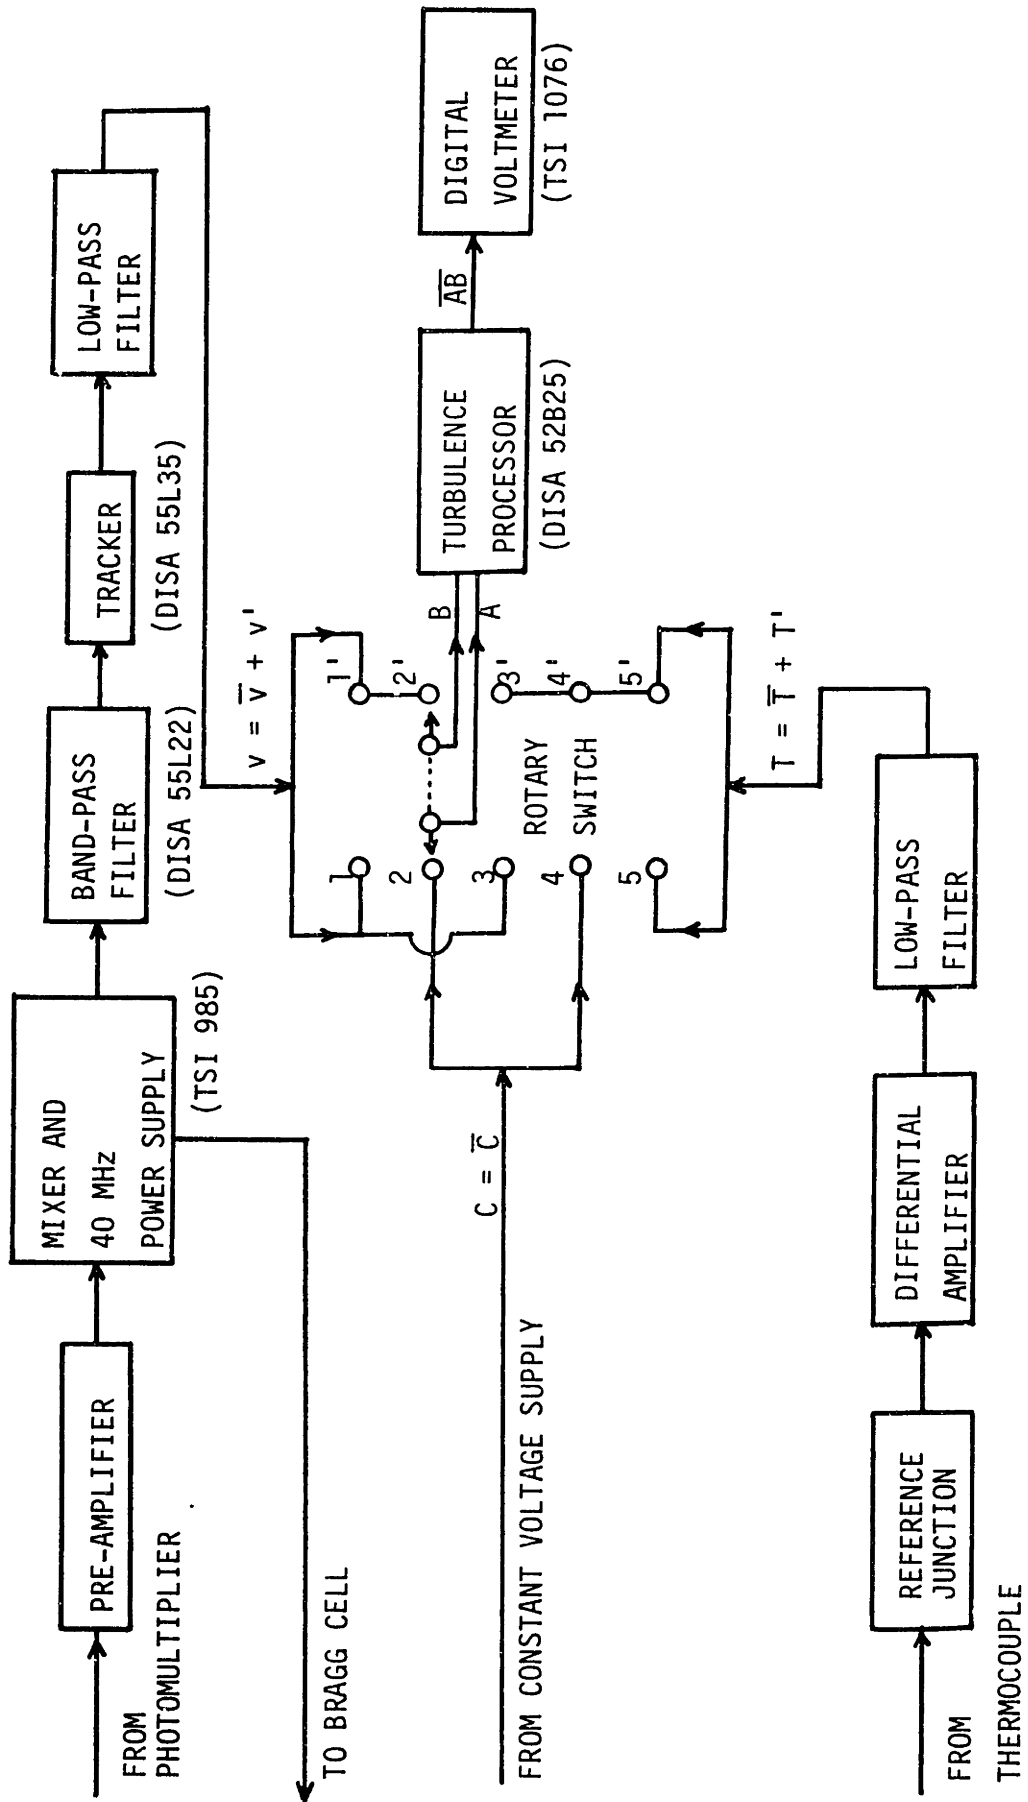 FROM
PHOTOMULTIPLIER
PRE-AMPLIFIER
MIXER AND
40 MHz
POWER SUPPLY
(TSI 985)
BAND-PASS
FILTER
(DISA 55L22)
TRACKER
(DISA 55L35)
LOW-PASS
FILTER
TO BRAGG CELL
v = v̅ + v'
FROM CONSTANT VOLTAGE SUPPLY
C = C̅
1
2
3
4
5
1'
2'
3'
4'
5'
ROTARY
SWITCH
B
A
TURBULENCE
PROCESSOR
(DISA 52B25)
A̅B̅
DIGITAL
VOLTMETER
(TSI 1076)
FROM
THERMOCOUPLE
REFERENCE
JUNCTION
DIFFERENTIAL
AMPLIFIER
LOW-PASS
FILTER
T = T̅ + T'